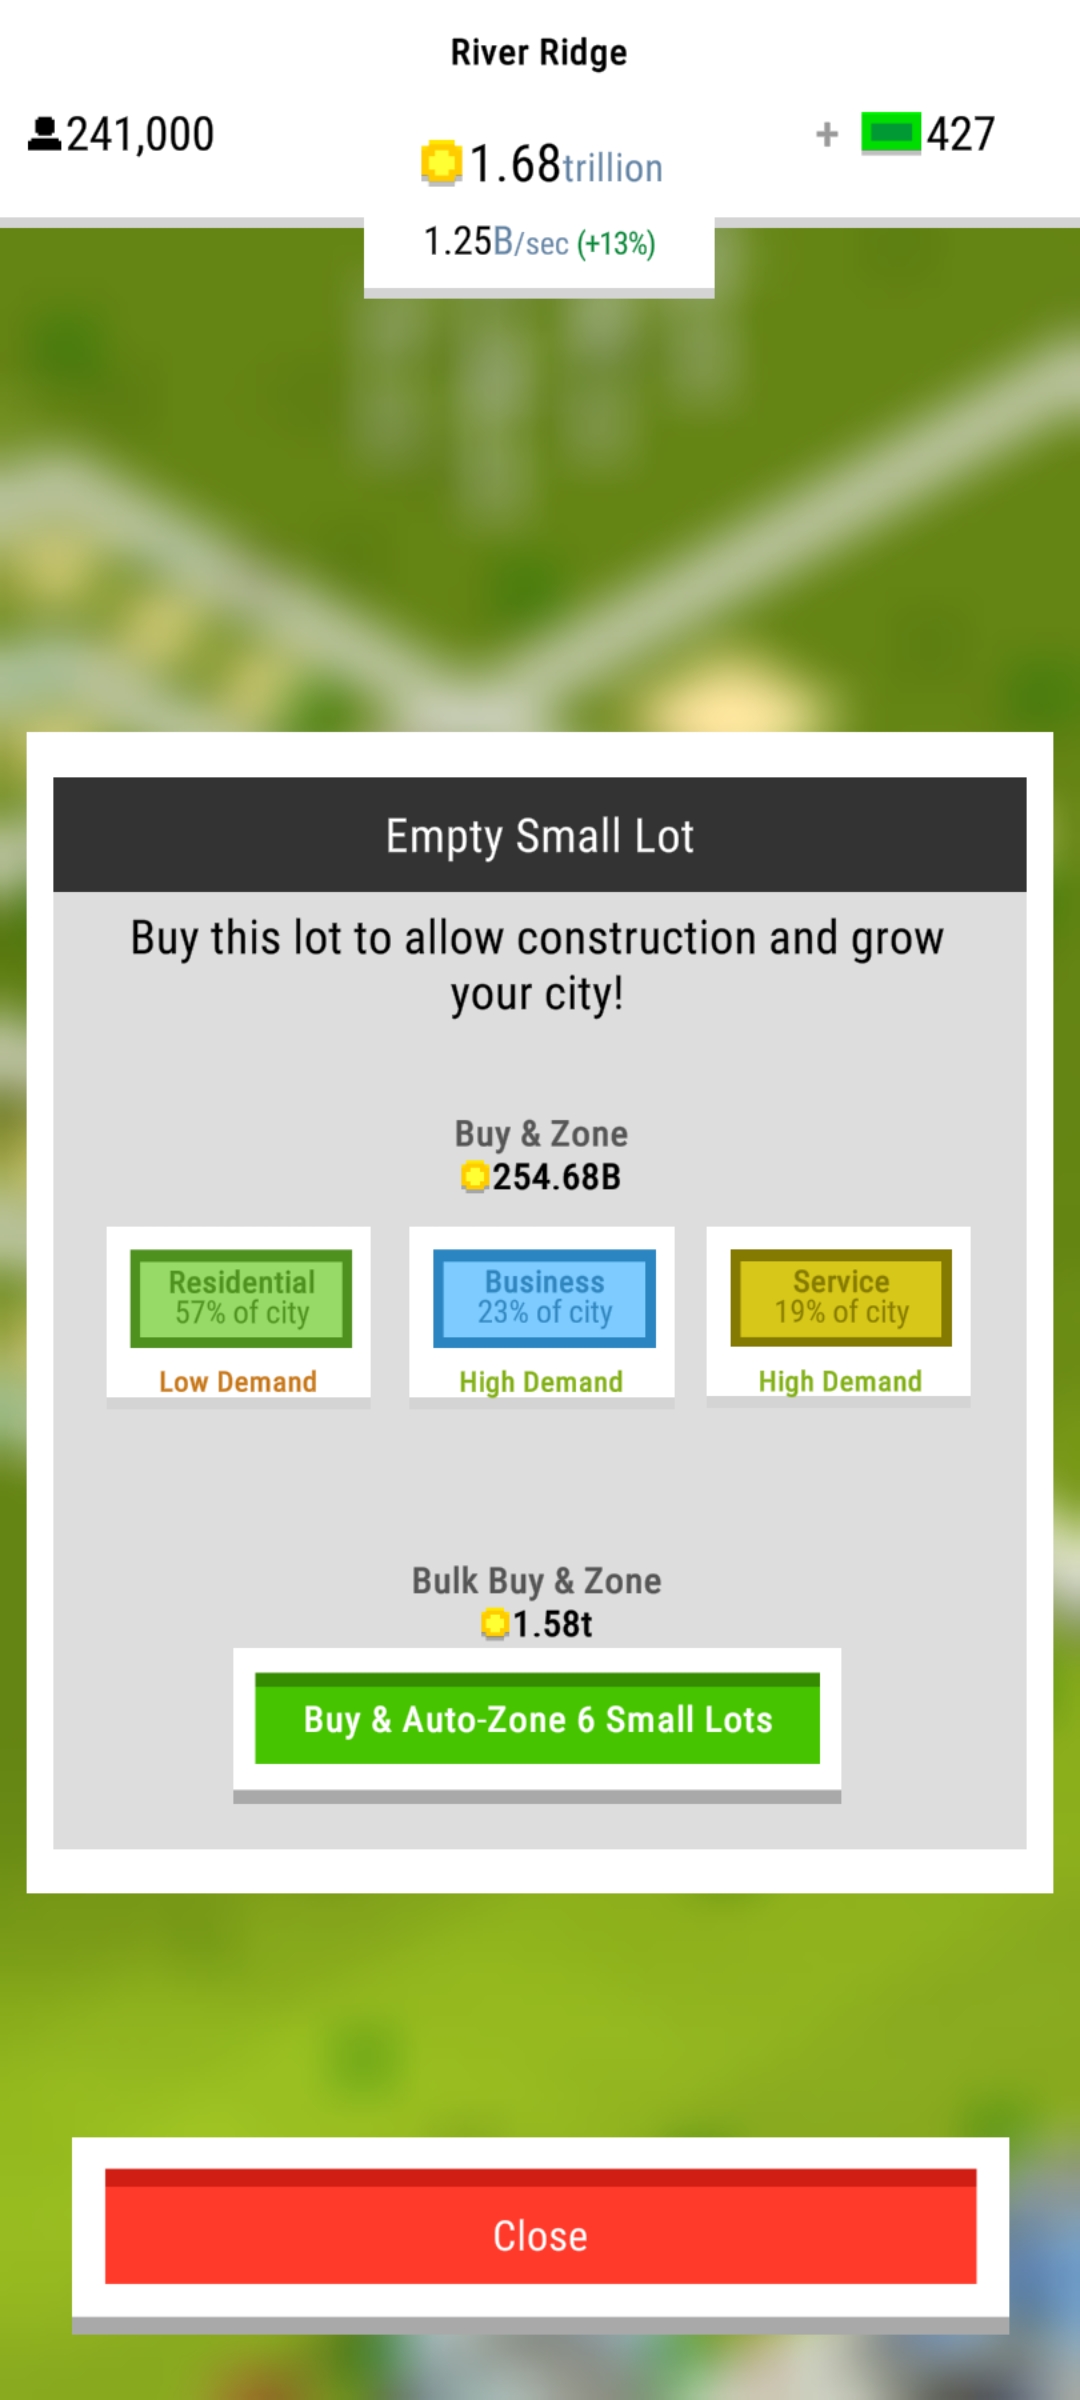 River Ridge
241,000
1.68trillion
+ 427
1.25B/sec (+13%)
Empty Small Lot
Buy this lot to allow construction and grow
your city!
Buy & Zone
254.68B
Residential
57% of city
Low Demand
Business
23% of city
High Demand
Service
19% of city
High Demand
Bulk Buy & Zone
1.58t
Buy & Auto-Zone 6 Small Lots
Close